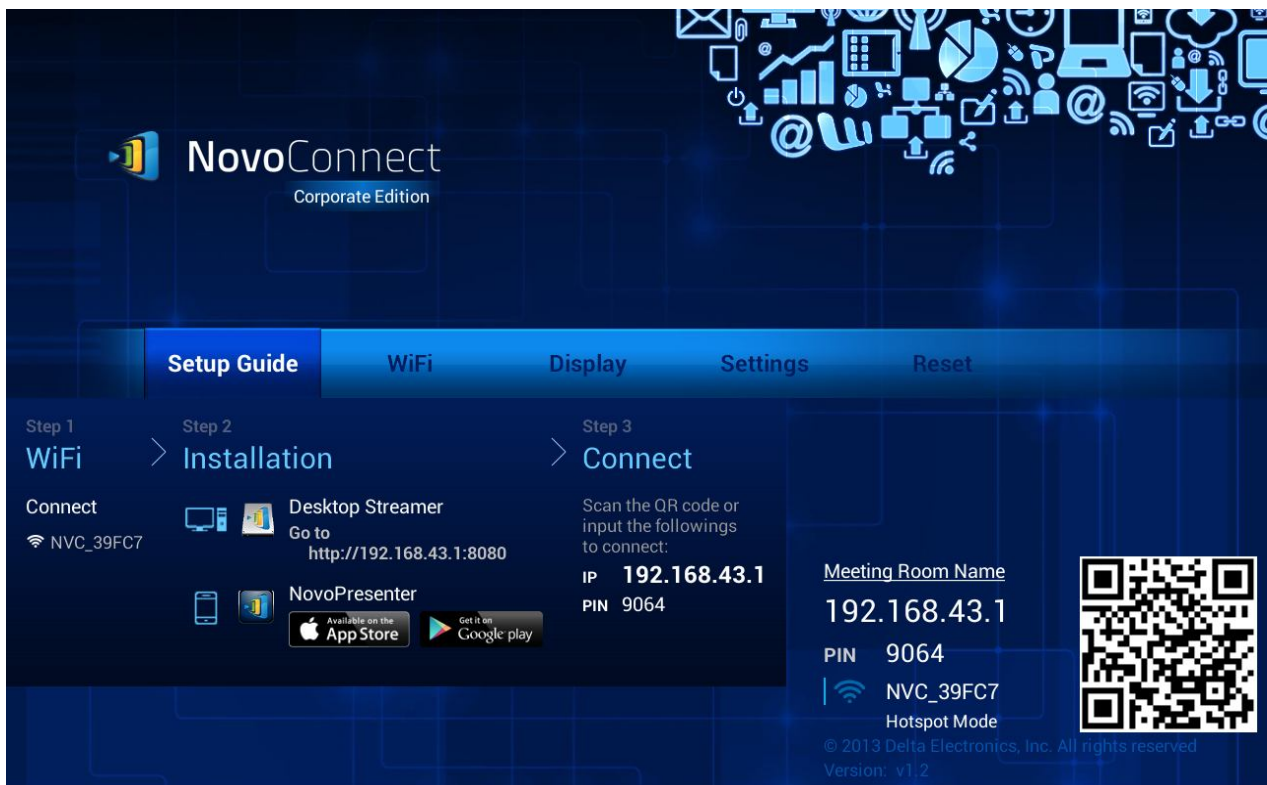 NovoConnect
Corporate Edition
Setup Guide
WiFi
Display
Settings
Reset
Step 1
WiFi
Connect
NVC_39FC7
Step 2
Installation
Desktop Streamer
Go to
http://192.168.43.1:8080
NovoPresenter
Available on the
App Store
Get it on
Google play
Step 3
Connect
Scan the QR code or
input the followings
to connect:
IP 192.168.43.1
PIN 9064
Meeting Room Name
192.168.43.1
PIN 9064
NVC_39FC7
Hotspot Mode
© 2013 Delta Electronics, Inc. All rights reserved
Version: v1.2